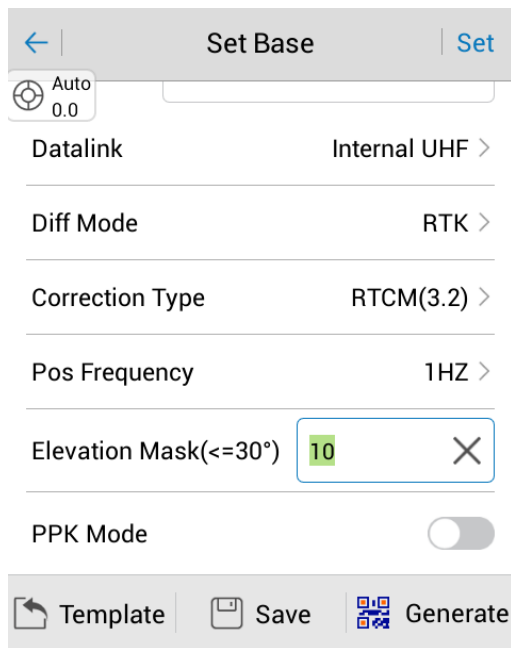 Set Base
Set
Auto
0.0
Datalink Internal UHF
Diff Mode RTK
Correction Type RTCM(3.2)
Pos Frequency 1HZ
Elevation Mask(<=30°) 10
PPK Mode
Template Save Generate